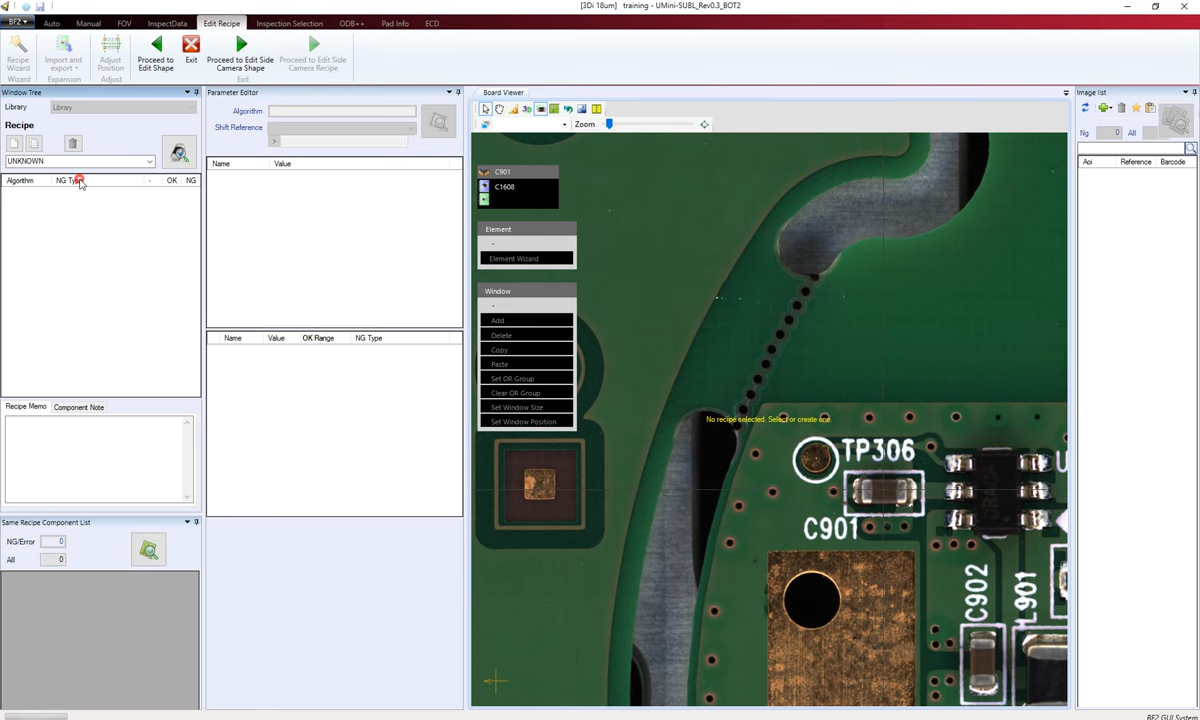 [3Di 18um] training - UMini-SUBL_Rev0.3_BOT2
BF2 Auto Manual FOV InspectData Edit Recipe Inspection Selection ODB++ Pad Info ECD
Recipe Wizard
Import and export
Adjust Position
Proceed to Edit Shape
Exit
Proceed to Edit Side Camera Shape
Proceed to Edit Side Camera Recipe
Wizard Expansion Adjust Exit
Window Tree
Library Library
Recipe
UNKNOWN
Algorithm NG Typ - OK NG
Recipe Memo Component Note
Same Recipe Component List
NG/Error 0
All 0
Parameter Editor
Algorithm
Shift Reference
>
Name Value
Name Value OK Range NG Type
Board Viewer
3D
Zoom
C901
C1608
Element
-
Element Wizard
Window
-
Add
Delete
Copy
Paste
Set OR Group
Clear OR Group
Set Window Size
Set Window Position
No recipe selected. Select or create one.
TP306
C901
C902
L901
Image list
Ng 0 All
Aoi Reference Barcode
BF2 GUI System